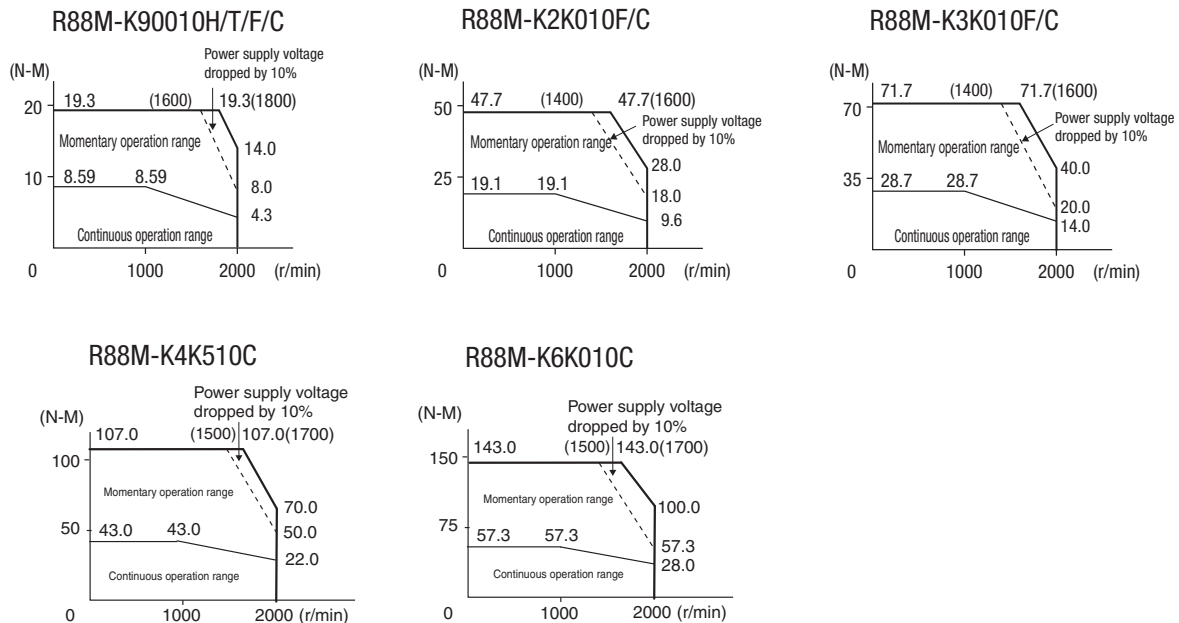 R88M-K90010H/T/F/C
Power supply voltage
dropped by 10%
(N-M)
20
19.3
(1600)
19.3(1800)
Momentary operation range
14.0
10
8.59
8.59
8.0
4.3
Continuous operation range
0
1000
2000
(r/min)
R88M-K2K010F/C
(N-M)
50
47.7
(1400)
47.7(1600)
Power supply voltage
dropped by 10%
Momentary operation range
28.0
25
19.1
19.1
18.0
9.6
Continuous operation range
0
1000
2000
(r/min)
R88M-K3K010F/C
(N-M)
70
71.7
(1400)
71.7(1600)
Power supply voltage
dropped by 10%
Momentary operation range
40.0
35
28.7
28.7
20.0
14.0
Continuous operation range
0
1000
2000
(r/min)
R88M-K4K510C
Power supply voltage
dropped by 10%
(N-M)
107.0
(1500)
107.0(1700)
100
Momentary operation range
70.0
50
43.0
43.0
50.0
22.0
Continuous operation range
0
1000
2000 (r/min)
R88M-K6K010C
Power supply voltage
dropped by 10%
(N-M)
150
143.0
(1500)
143.0(1700)
Momentary operation range
100.0
75
57.3
57.3
57.3
28.0
Continuous operation range
0
1000
2000 (r/min)